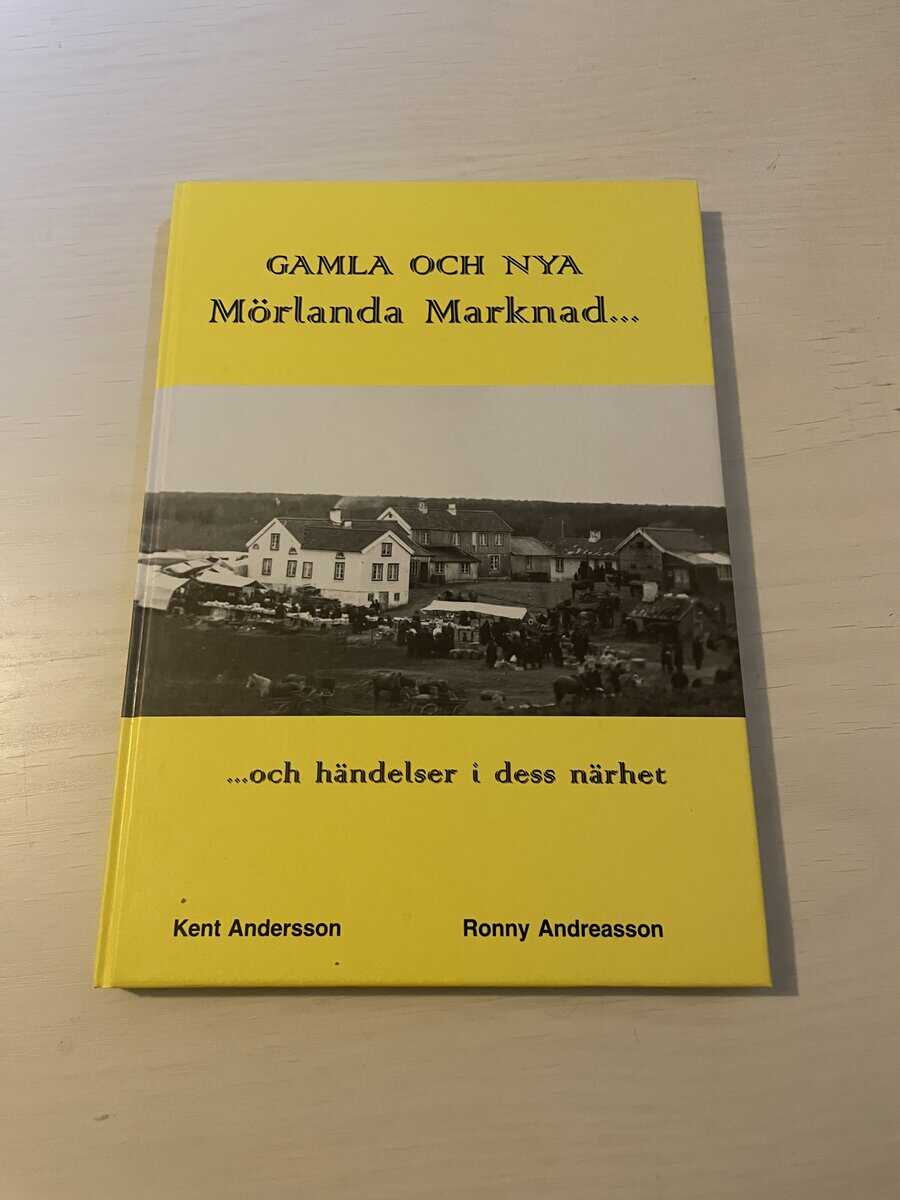 GAMLA OCH NYA
Mörlanda Marknad...
...och händelser i dess närhet
Kent Andersson Ronny Andreasson